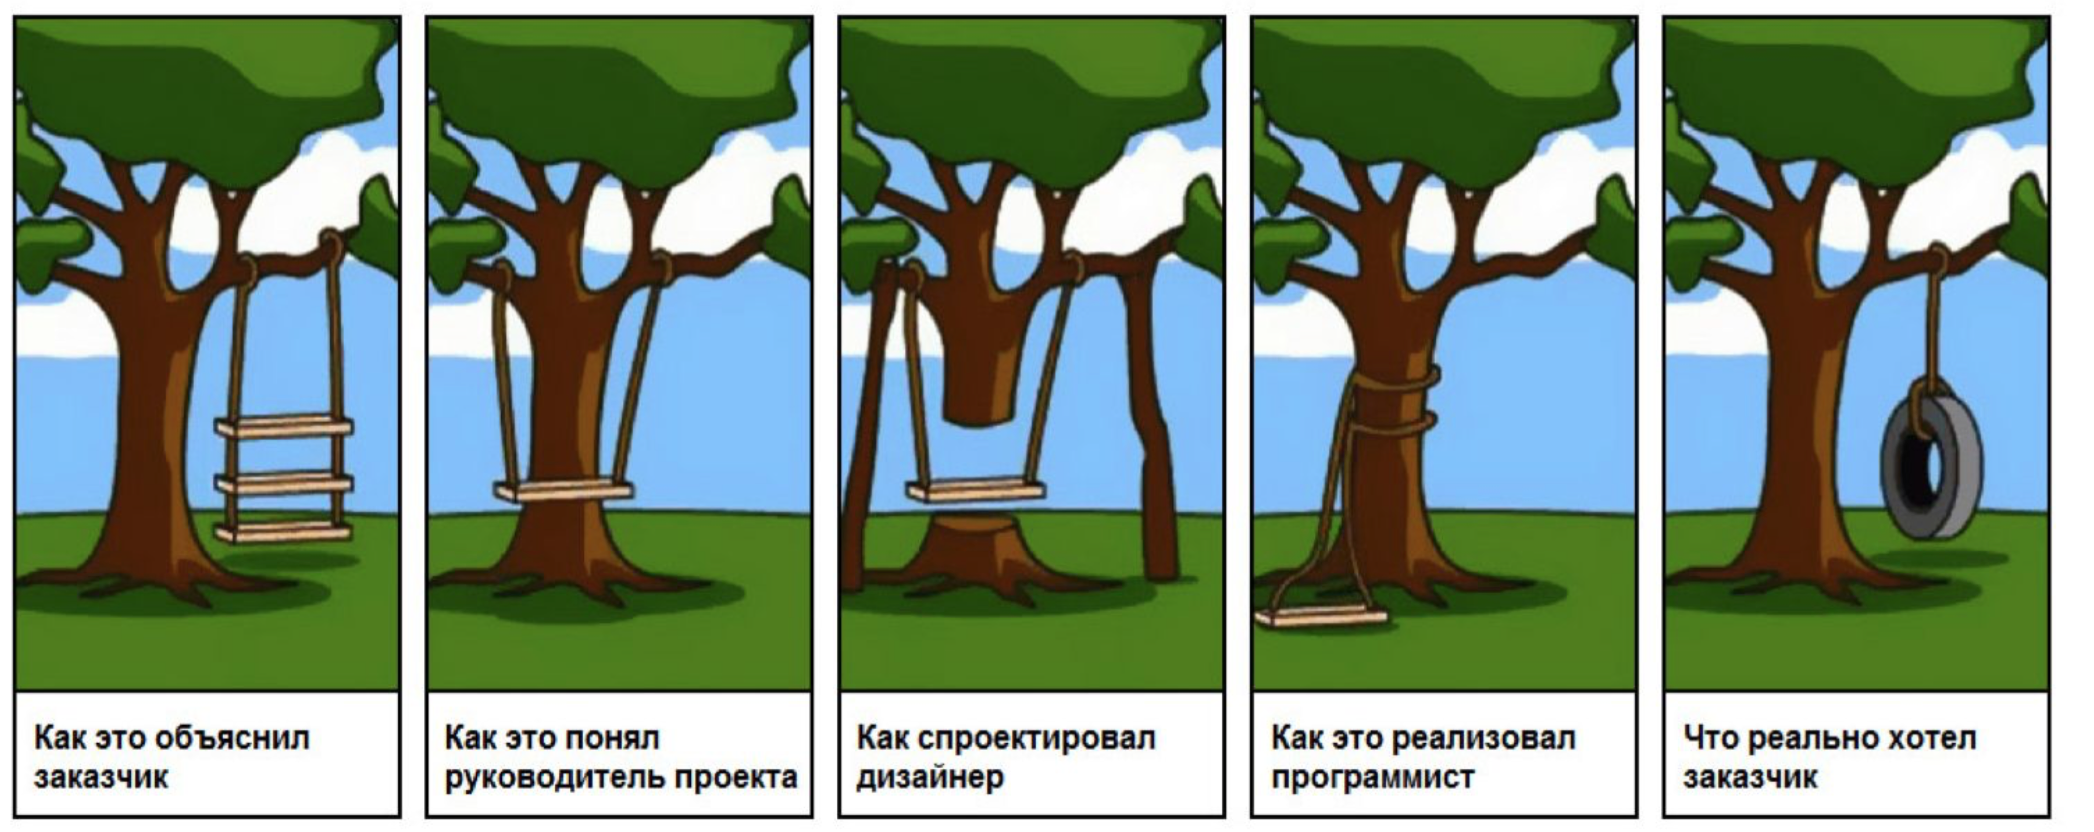 Как это объяснил
заказчик
Как это понял
руководитель проекта
Как спроектировал
дизайнер
Как это реализовал
программист
Что реально хотел
заказчик